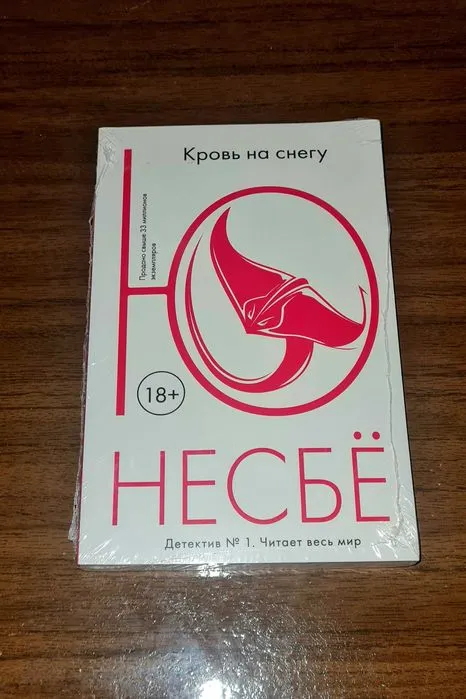 Кровь на снегу
Продано свыше 33 миллионов
экземпляров
Ю
18+
НЕСБЁ
Детектив № 1. Читает весь мир